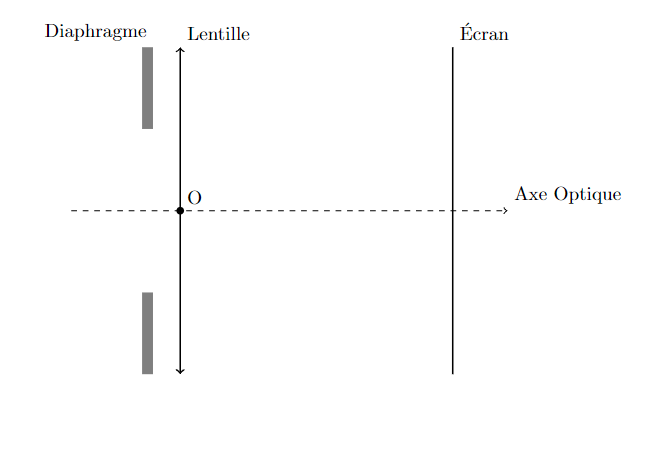 Diaphragme
Lentille
Écran
O
Axe Optique